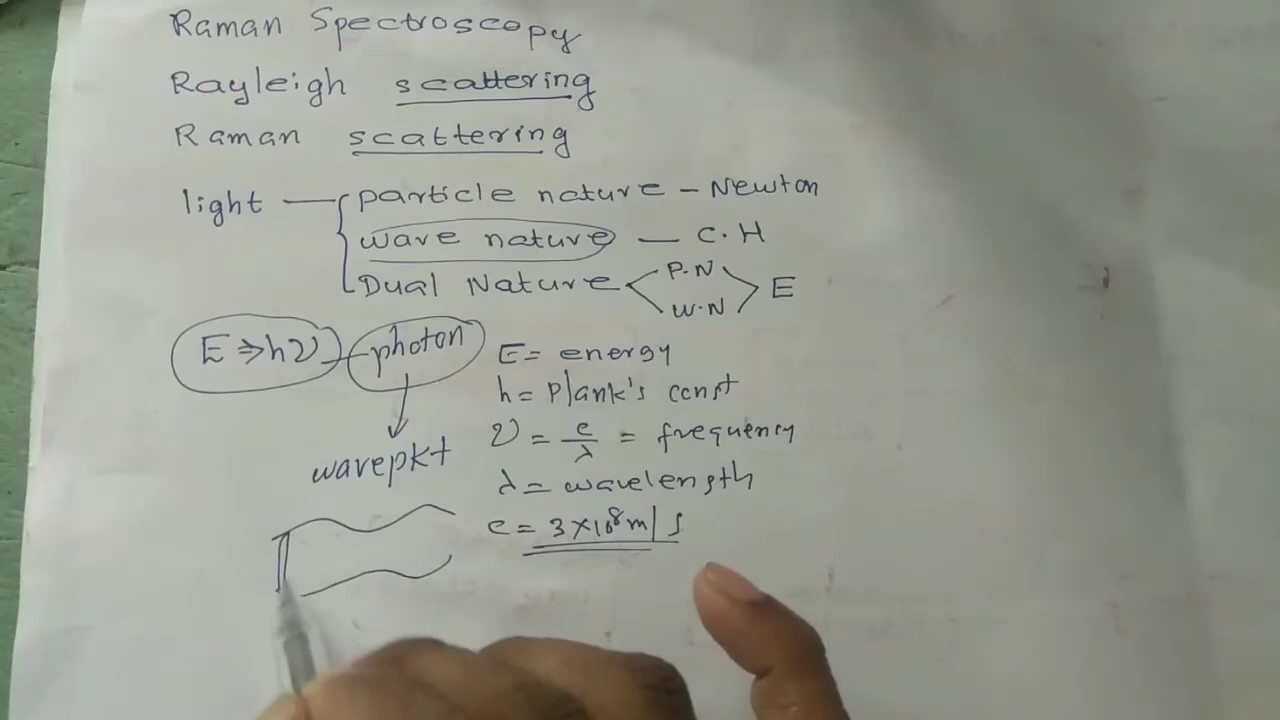 Raman Spectroscopy
Rayleigh scattering
Raman scattering
light — particle nature - Newton
wave nature — C.H
Dual Nature P.N W.N E
E ⇒ hν photon
wavepkt
E = energy
h = Plank's const
ν = c/λ = frequency
λ = wavelength
c = 3×10⁸ m/s